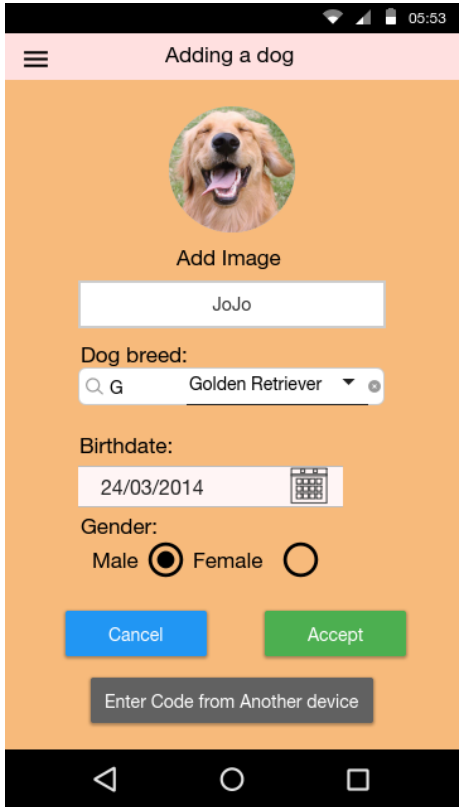 05:53
Adding a dog
Add Image
JoJo
Dog breed:
G Golden Retriever
Birthdate:
24/03/2014
Gender:
Male Female
Cancel Accept
Enter Code from Another device